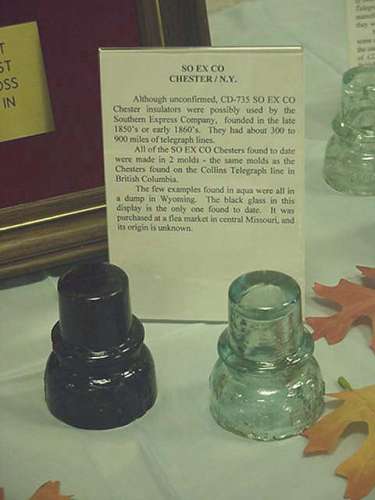 T
ST
OSS
IN
SO EX CO
CHESTER / N.Y.
Although unconfirmed, CD-735 SO EX CO
Chester insulators were possibly used by the
Southern Express Company, founded in the late
1850's or early 1860's. They had about 300 to
900 miles of telegraph lines.
All of the SO EX CO Chesters found to date
were made in 2 molds - the same molds as the
Chesters found on the Collins Telegraph line in
British Columbia.
The few examples found in aqua were all in
a dump in Wyoming. The black glass in this
display is the only one found to date. It was
purchased at a flea market in central Missouri, and
its origin is unknown.